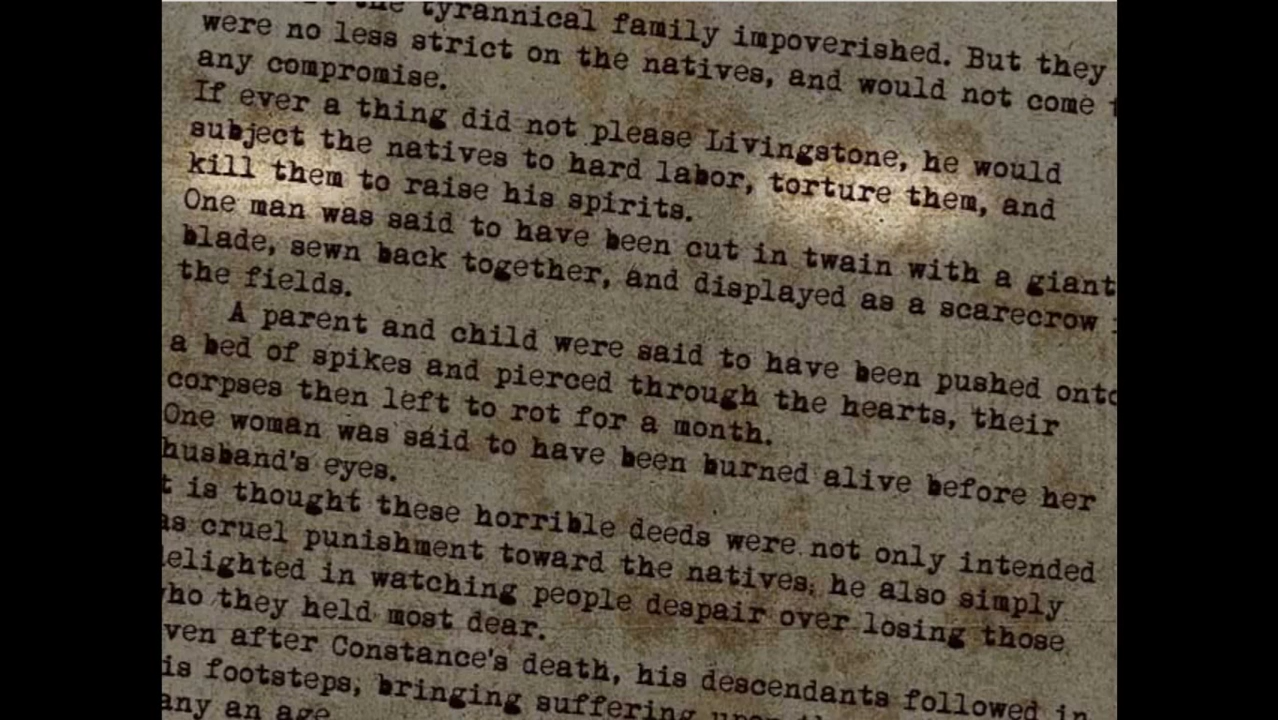 the tyrannical family impoverished. But they
were no less strict on the natives, and would not come
any compromise.
If ever a thing did not please Livingstone, he would
subject the natives to hard labor, torture them, and
kill them to raise his spirits.
One man was said to have been cut in twain with a giant
blade, sewn back together, and displayed as a scarecrow
the fields.
A parent and child were said to have been pushed onto
a bed of spikes and pierced through the hearts, their
corpses then left to rot for a month.
One woman was said to have been burned alive before her
husband's eyes.
t is thought these horrible deeds were not only intended
as cruel punishment toward the natives; he also simply
elighted in watching people despair over losing those
ho they held most dear.
ven after Constance's death, his descendants followed in
is footsteps, bringing suffering upon
any an age